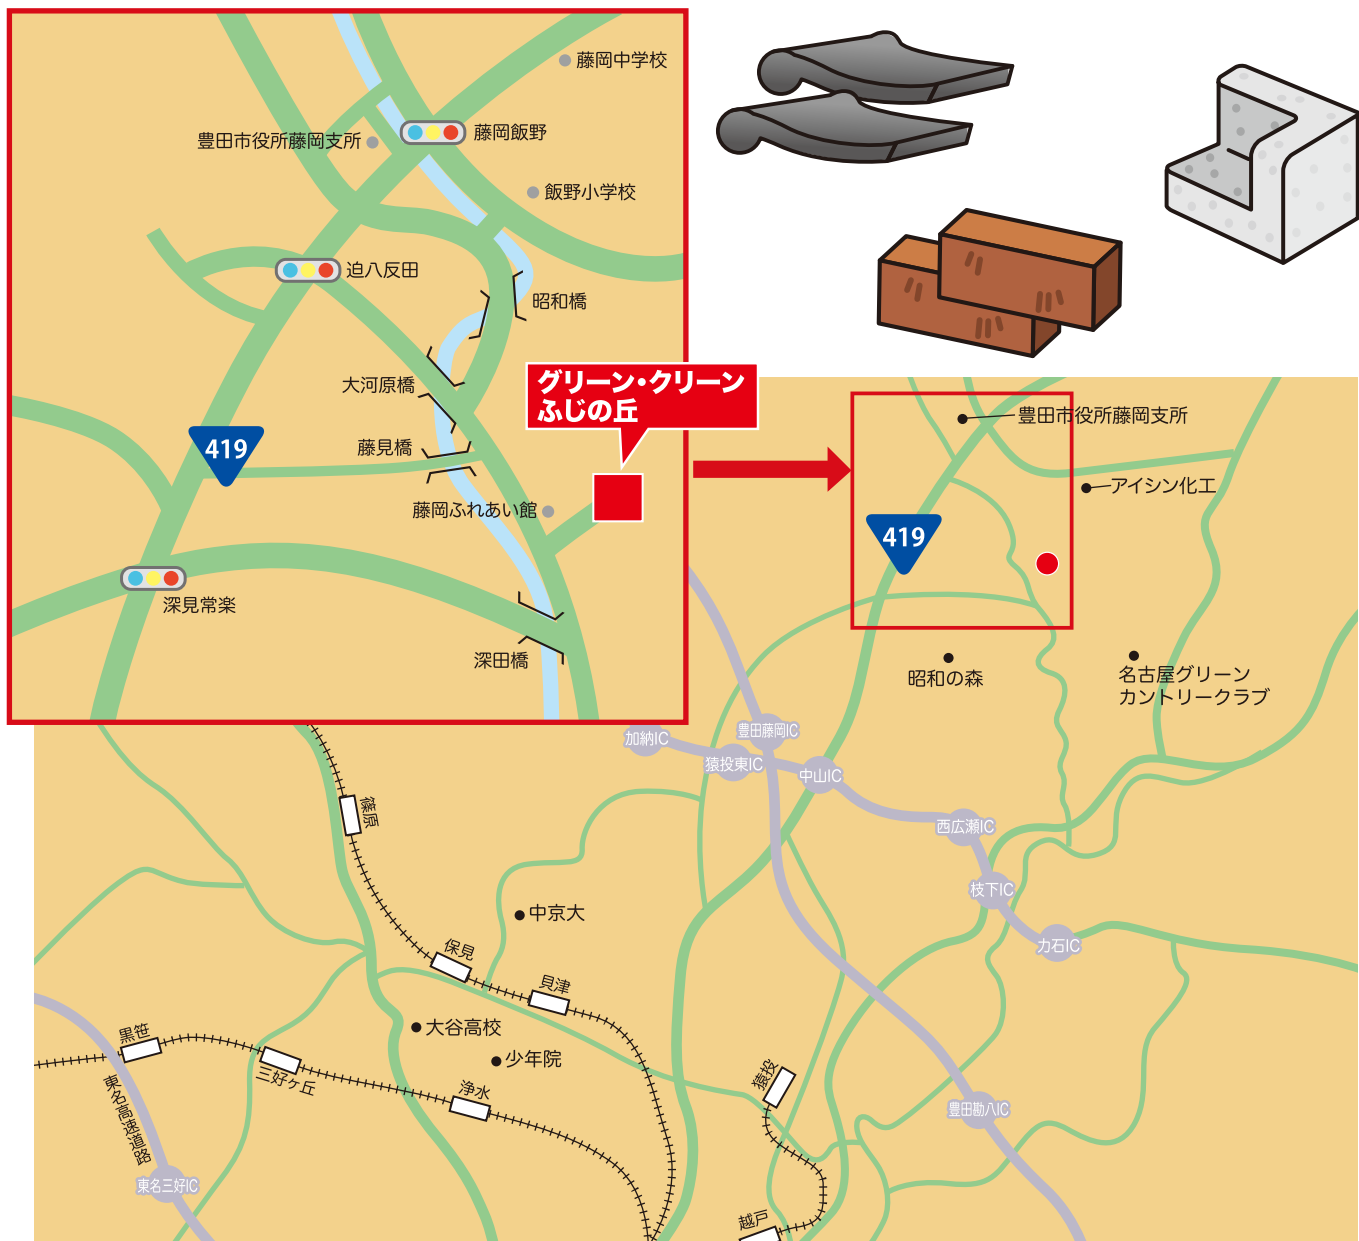 藤岡中学校
豊田市役所藤岡支所
藤岡飯野
飯野小学校
迫八反田
昭和橋
大河原橋
グリーン・クリーン
ふじの丘
藤見橋
419
藤岡ふれあい館
深見常楽
深田橋
豊田市役所藤岡支所
アイシン化工
419
昭和の森
名古屋グリーン
カントリークラブ
加納IC
豊田藤岡IC
猿投東IC
中山IC
西広瀬IC
枝下IC
力石IC
篠原
中京大
保見
貝津
大谷高校
少年院
黒笹
三好ヶ丘
浄水
猿投
東名高速道路
豊田勘八IC
東名三好IC
越戸